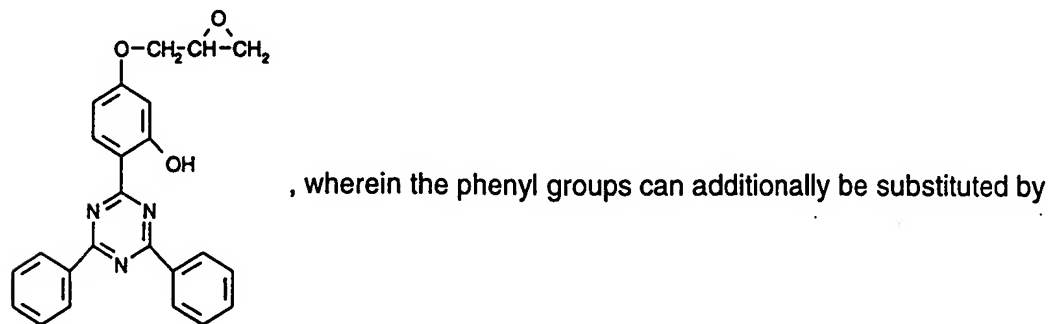 O
O-CH2-CH-CH2
OH
N N
N
, wherein the phenyl groups can additionally be substituted by